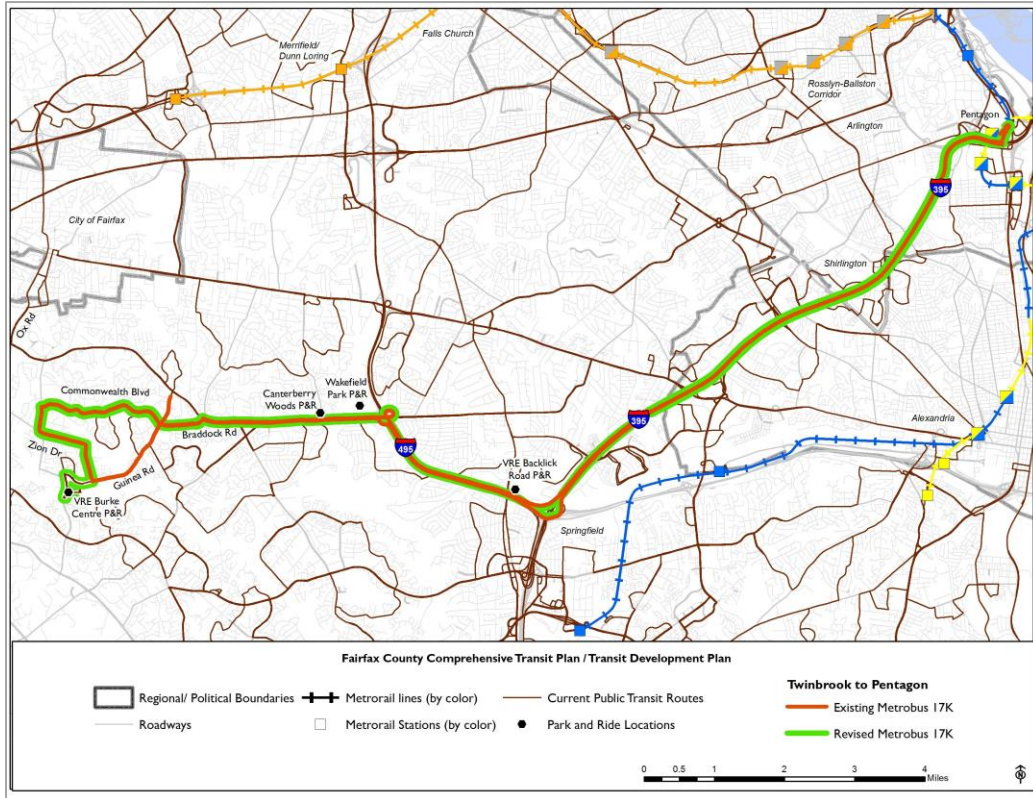 Falls Church
Merrifield/
Dunn Loring
Rosslyn-Ballston
Corridor
Pentagon
Arlington
395
City of Fairfax
Shirlington
Ox Rd
Commonwealth Blvd
Canterberry
Woods P&R
Wakefield
Park P&R
395
Alexandria
Braddock Rd
495
Zion Dr
Guinea Rd
VRE Backlick
Road P&R
VRE Burke
Centre P&R
Springfield
Fairfax County Comprehensive Transit Plan / Transit Development Plan
Regional/ Political Boundaries
Metrorail lines (by color)
Current Public Transit Routes
Roadways
Metrorail Stations (by color)
Park and Ride Locations
Twinbrook to Pentagon
Existing Metrobus 17K
Revised Metrobus 17K
0 0.5 1 2 3 4
Miles
N